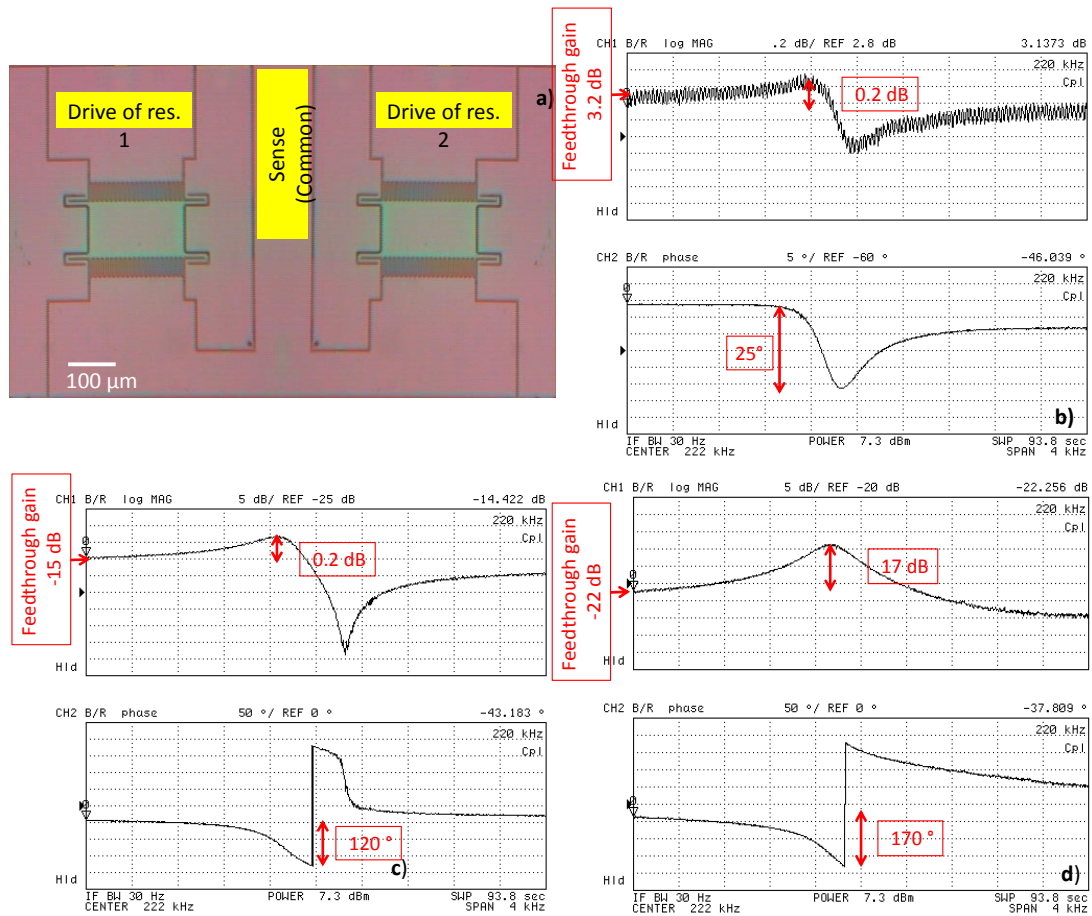 Drive of res.
1
Sense
(Common)
Drive of res.
2
100 µm
a)
Feedthrough gain
3.2 dB
CH1 B/R log MAG .2 dB/ REF 2.8 dB 3.1373 dB
220 kHz
Cpl
0
0.2 dB
Hld
CH2 B/R phase 5 °/ REF -60 ° -46.039 °
220 kHz
Cpl
0
25°
b)
Hld
IF BW 30 Hz POWER 7.3 dBm SWP 93.8 sec
CENTER 222 kHz SPAN 4 kHz
Feedthrough gain
-15 dB
CH1 B/R log MAG 5 dB/ REF -25 dB -14.422 dB
220 kHz
Cpl
0
0.2 dB
Hld
CH2 B/R phase 50 °/ REF 0 ° -43.183 °
220 kHz
Cpl
0
120 °
c)
Hld
IF BW 30 Hz POWER 7.3 dBm SWP 93.8 sec
CENTER 222 kHz SPAN 4 kHz
Feedthrough gain
-22 dB
CH1 B/R log MAG 5 dB/ REF -20 dB -22.256 dB
220 kHz
Cpl
0
17 dB
Hld
CH2 B/R phase 50 °/ REF 0 ° -37.809 °
220 kHz
Cpl
0
170 °
d)
Hld
IF BW 30 Hz POWER 7.3 dBm SWP 93.8 sec
CENTER 222 kHz SPAN 4 kHz